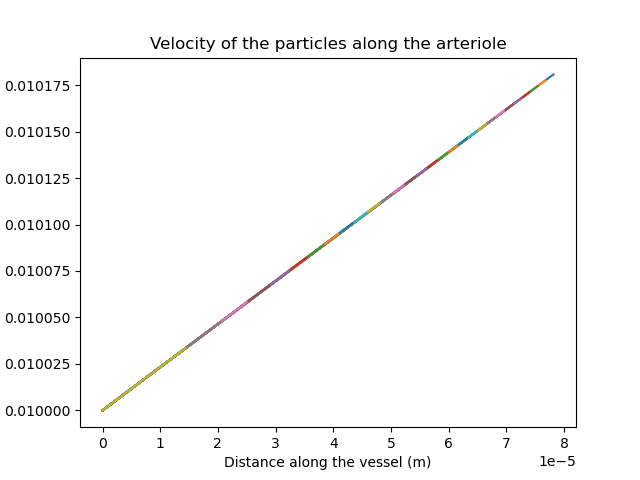 Velocity of the particles along the arteriole
0.010175
0.010150
0.010125
0.010100
0.010075
0.010050
0.010025
0.010000
0 1 2 3 4 5 6 7 8
1e−5
Distance along the vessel (m)